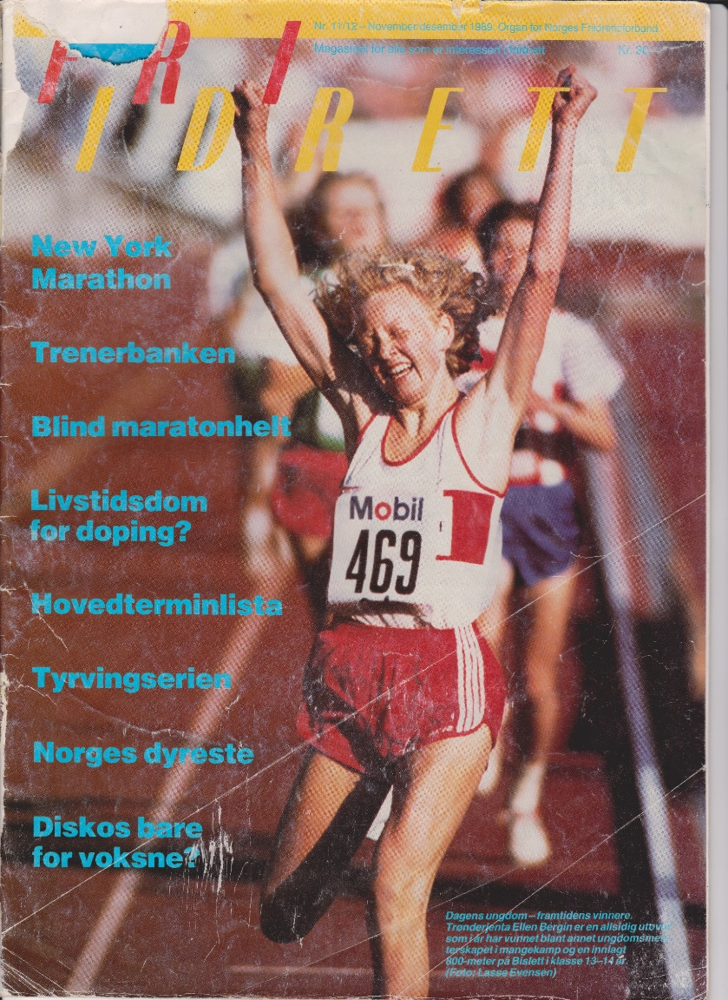 Nr. 11/12 – November/desember 1989. Organ for Norges Friidrettsforbund
Magasinet for alle som er interessert i friidrett Kr. 30,–
FRI
IDRETT
New York
Marathon
Trenerbanken
Blind maratonhelt
Livstidsdom
for doping?
Hovedterminlista
Tyrvingserien
Norges dyreste
Diskos bare
for voksne?
Mobil
469
Dagens ungdom – framtidens vinnere.
Trønderjenta Ellen Bergin er en allsidig utøver
som i år har vunnet blant annet ungdomsmes-
terskapet i mangekamp og en innlagt
800-meter på Bislett i klasse 13–14 år.
(Foto: Lasse Evensen)